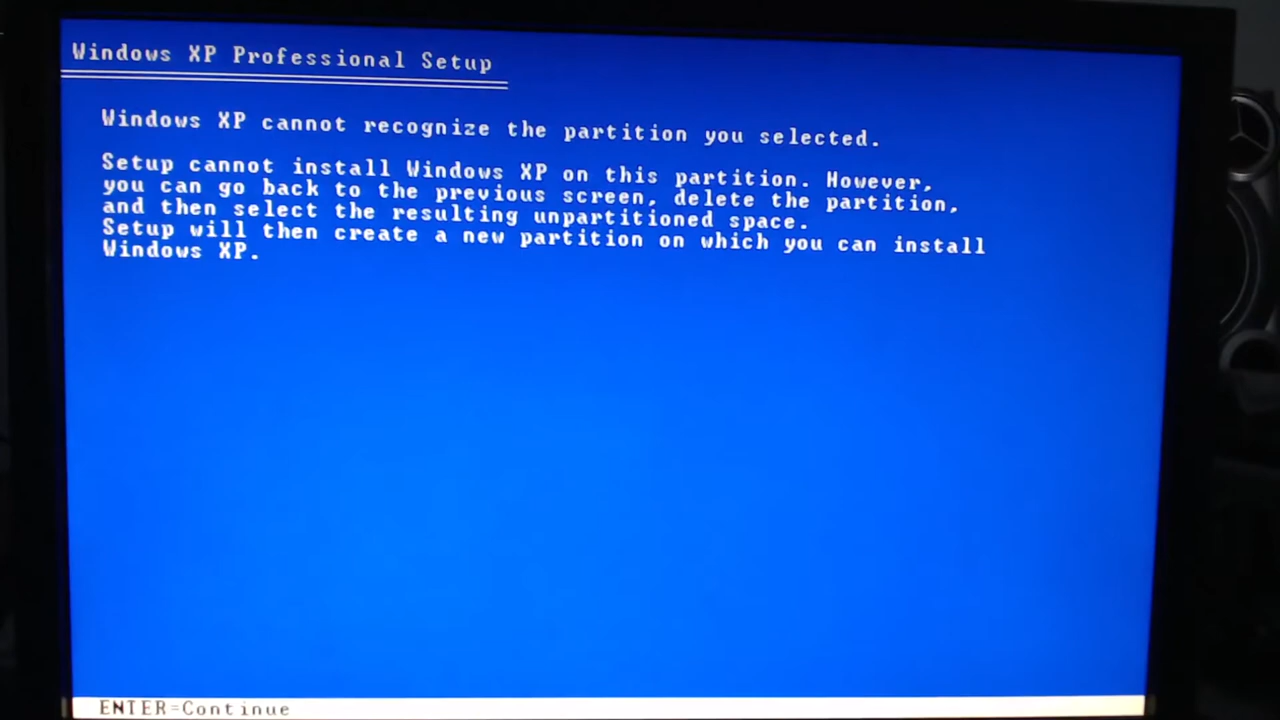 Windows XP Professional Setup
Windows XP cannot recognize the partition you selected.
Setup cannot install Windows XP on this partition. However,
you can go back to the previous screen, delete the partition,
and then select the resulting unpartitioned space.
Setup will then create a new partition on which you can install
Windows XP.
ENTER=Continue